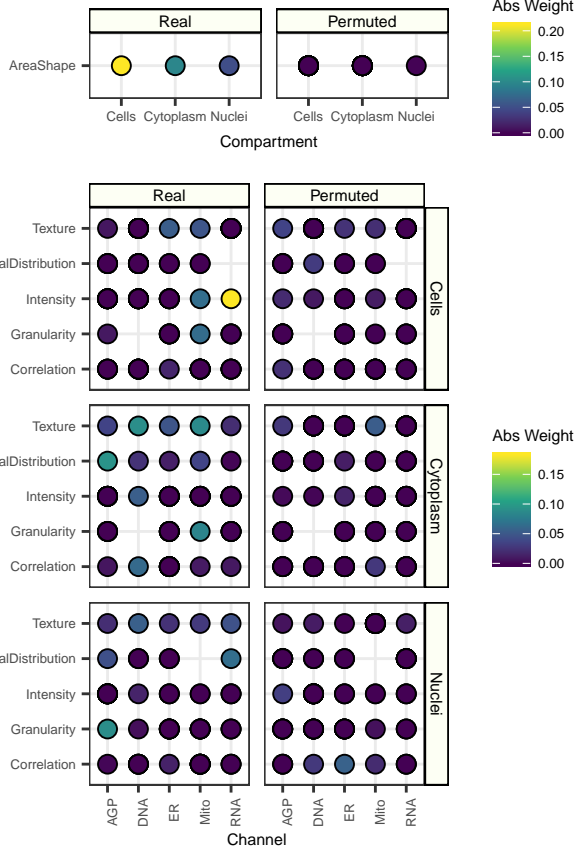 Abs Weight
Real
Permuted
0.20
0.15
0.10
0.05
0.00
AreaShape
Cells Cytoplasm Nuclei
Cells Cytoplasm Nuclei
Compartment
Real
Permuted
Texture
alDistribution
Intensity
Granularity
Correlation
Cells
Texture
alDistribution
Intensity
Granularity
Correlation
Cytoplasm
Abs Weight
0.15
0.10
0.05
0.00
Texture
alDistribution
Intensity
Granularity
Correlation
Nuclei
AGP
DNA
ER
Mito
RNA
AGP
DNA
ER
Mito
RNA
Channel